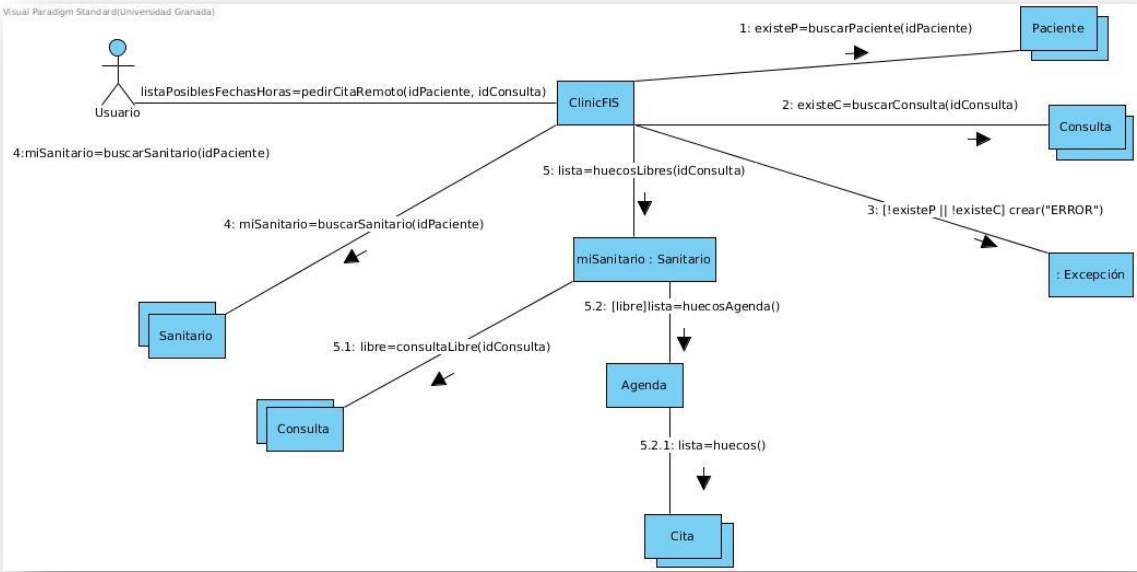 Visual Paradigm Standard(Universidad Granada)
1: existeP=buscarPaciente(idPaciente)
Paciente
listaPosiblesFechasHoras=pedirCitaRemoto(idPaciente, idConsulta)
ClinicFIS
Usuario
2: existeC=buscarConsulta(idConsulta)
Consulta
4:miSanitario=buscarSanitario(idPaciente)
5: lista=huecosLibres(idConsulta)
3: [!existeP || !existeC] crear("ERROR")
4: miSanitario=buscarSanitario(idPaciente)
miSanitario : Sanitario
: Excepción
5.2: [libre]lista=huecosAgenda()
Sanitario
5.1: libre=consultaLibre(idConsulta)
Agenda
Consulta
5.2.1: lista=huecos()
Cita